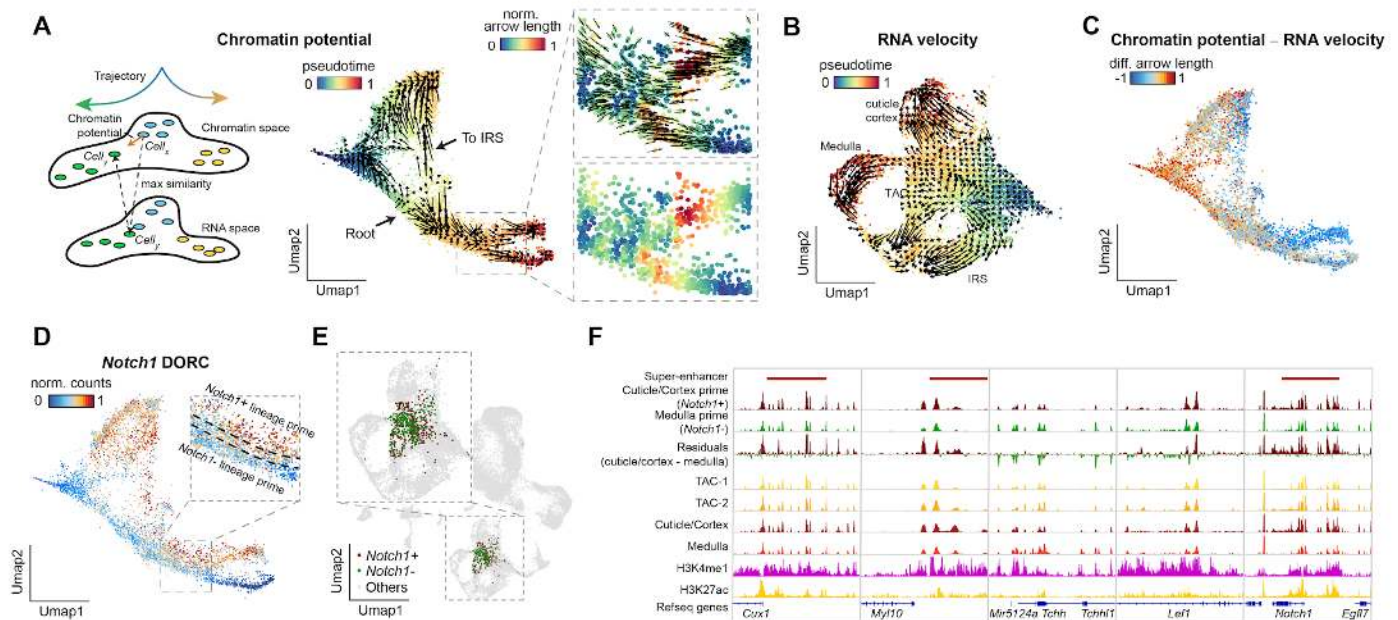 A
Chromatin potential
Trajectory
Chromatin
potential
Chromatin space
Cell_x
Cell_y
max similarity
RNA space
Cell_y
pseudotime
0 1
norm.
arrow length
0 1
To IRS
Root
Umap2
Umap1
B
RNA velocity
pseudotime
0 1
cuticle
cortex
Medulla
TAC
IRS
Umap2
Umap1
C
Chromatin potential – RNA velocity
diff. arrow length
-1 1
Umap2
Umap1
D
Notch1 DORC
norm. counts
0 1
Notch1+ lineage prime
Notch1- lineage prime
Umap2
Umap1
E
Notch1+
Notch1-
Others
Umap2
Umap1
F
Super-enhancer
Cuticle/Cortex prime
(Notch1+)
Medulla prime
(Notch1-)
Residuals
(cuticle/cortex - medulla)
TAC-1
TAC-2
Cuticle/Cortex
Medulla
H3K4me1
H3K27ac
Refseq genes
Cux1 Myl10 Mir5124a Tchh Tchhl1 Lef1 Notch1 Egfl7